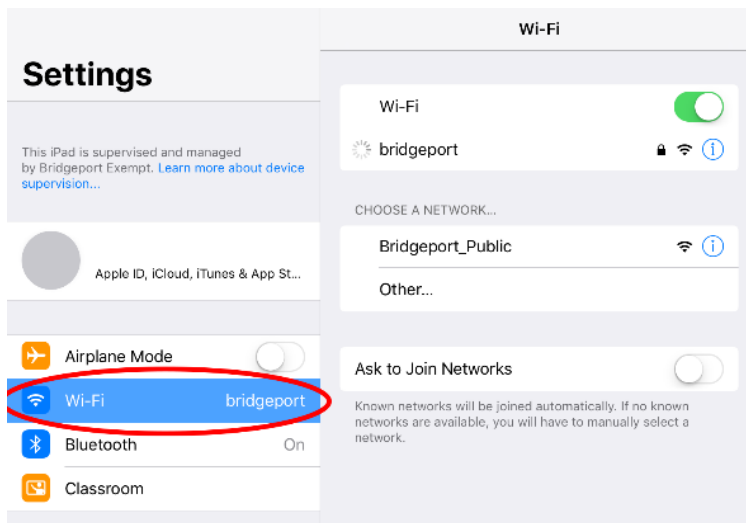 Settings
This iPad is supervised and managed
by Bridgeport Exempt. Learn more about device
supervision...
Apple ID, iCloud, iTunes & App St...
Airplane Mode
Wi-Fi bridgeport
Bluetooth On
Classroom
Wi-Fi
Wi-Fi
bridgeport
CHOOSE A NETWORK...
Bridgeport_Public
Other...
Ask to Join Networks
Known networks will be joined automatically. If no known
networks are available, you will have to manually select a
network.